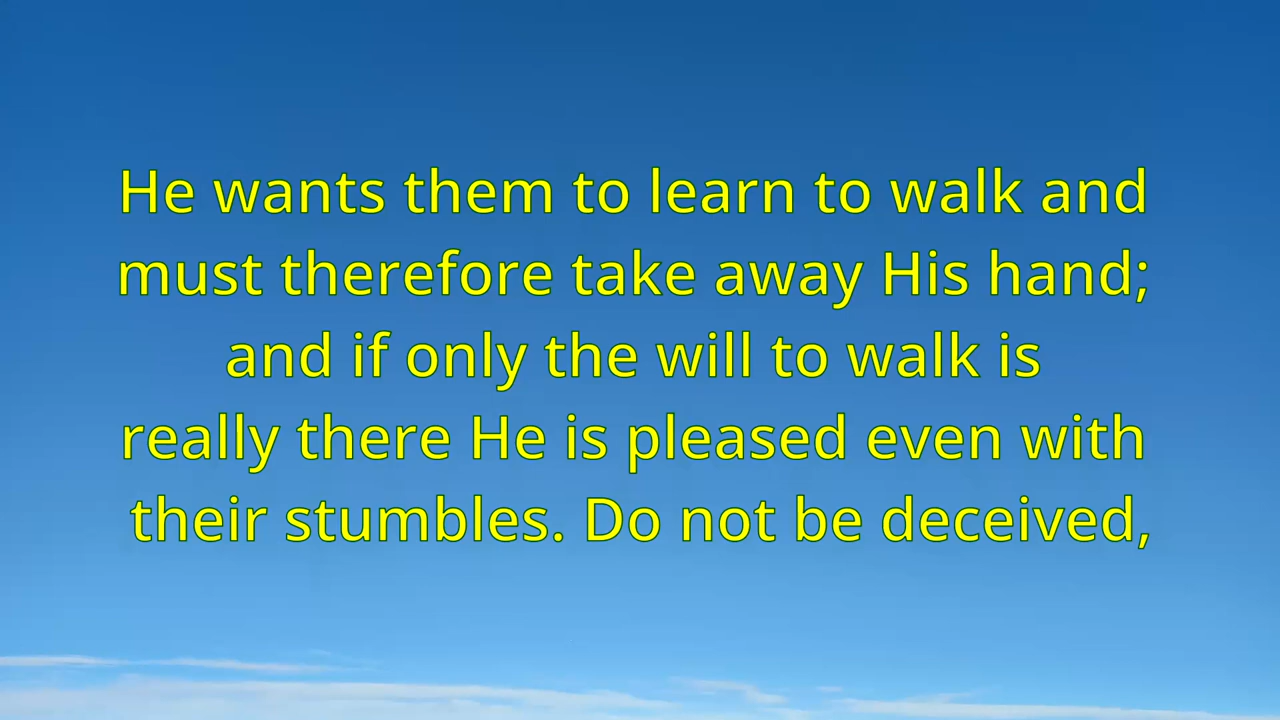 He wants them to learn to walk and
must therefore take away His hand;
and if only the will to walk is
really there He is pleased even with
their stumbles. Do not be deceived,